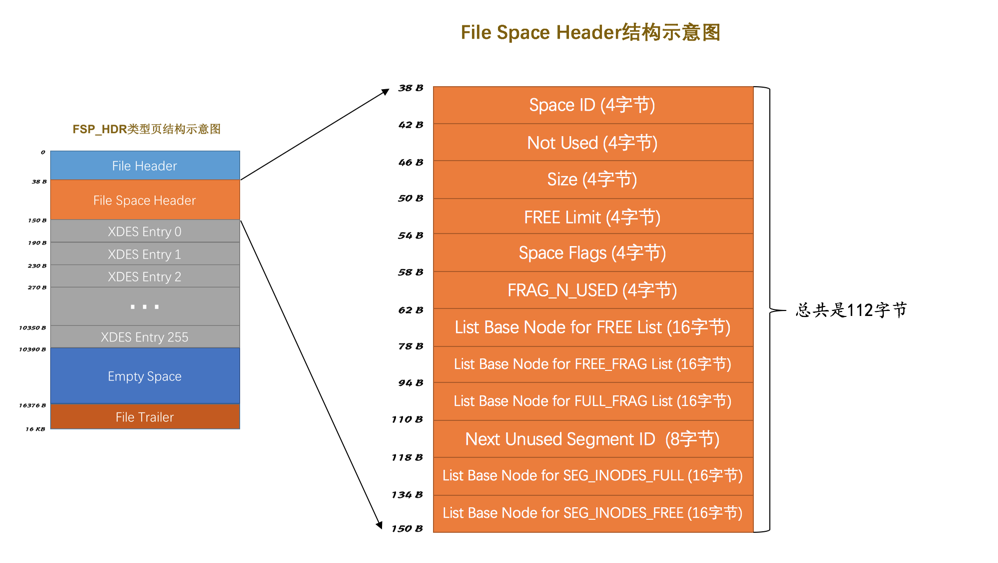 File Space Header结构示意图
FSP_HDR类型页结构示意图
0
File Header
38 B
File Space Header
150 B
XDES Entry 0
190 B
XDES Entry 1
230 B
XDES Entry 2
270 B
...
10350 B
XDES Entry 255
10390 B
Empty Space
16376 B
File Trailer
16 KB
38 B
Space ID (4字节)
42 B
Not Used (4字节)
46 B
Size (4字节)
50 B
FREE Limit (4字节)
54 B
Space Flags (4字节)
58 B
FRAG_N_USED (4字节)
62 B
List Base Node for FREE List (16字节)
78 B
List Base Node for FREE_FRAG List (16字节)
94 B
List Base Node for FULL_FRAG List (16字节)
110 B
Next Unused Segment ID (8字节)
118 B
List Base Node for SEG_INODES_FULL (16字节)
134 B
List Base Node for SEG_INODES_FREE (16字节)
150 B
总共是112字节